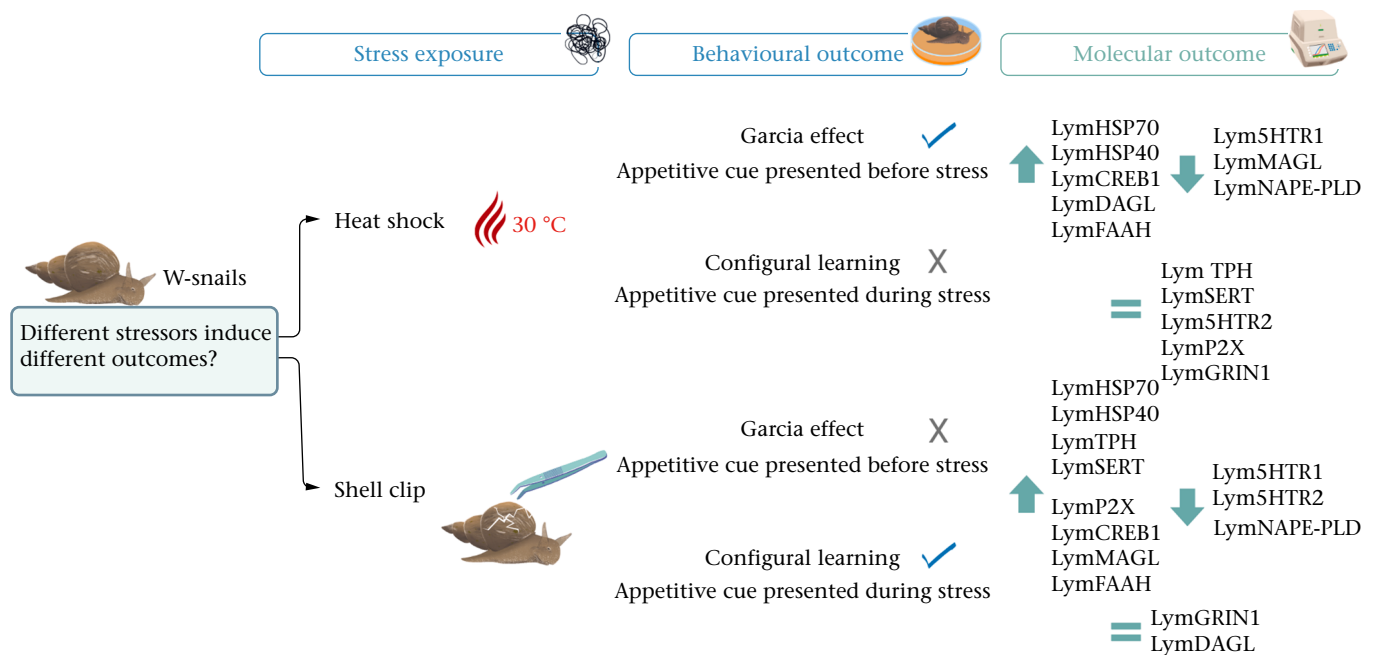 Stress exposure
Behavioural outcome
Molecular outcome
W-snails
Different stressors induce
different outcomes?
Heat shock
30 °C
Garcia effect
Appetitive cue presented before stress
Configural learning
X
Appetitive cue presented during stress
LymHSP70
LymHSP40
LymCREB1
LymDAGL
LymFAAH
Lym5HTR1
LymMAGL
LymNAPE-PLD
=
Lym TPH
LymSERT
Lym5HTR2
LymP2X
LymGRIN1
Shell clip
Garcia effect
X
Appetitive cue presented before stress
Configural learning
Appetitive cue presented during stress
LymHSP70
LymHSP40
LymTPH
LymSERT
LymP2X
LymCREB1
LymMAGL
LymFAAH
Lym5HTR1
Lym5HTR2
LymNAPE-PLD
=
LymGRIN1
LymDAGL